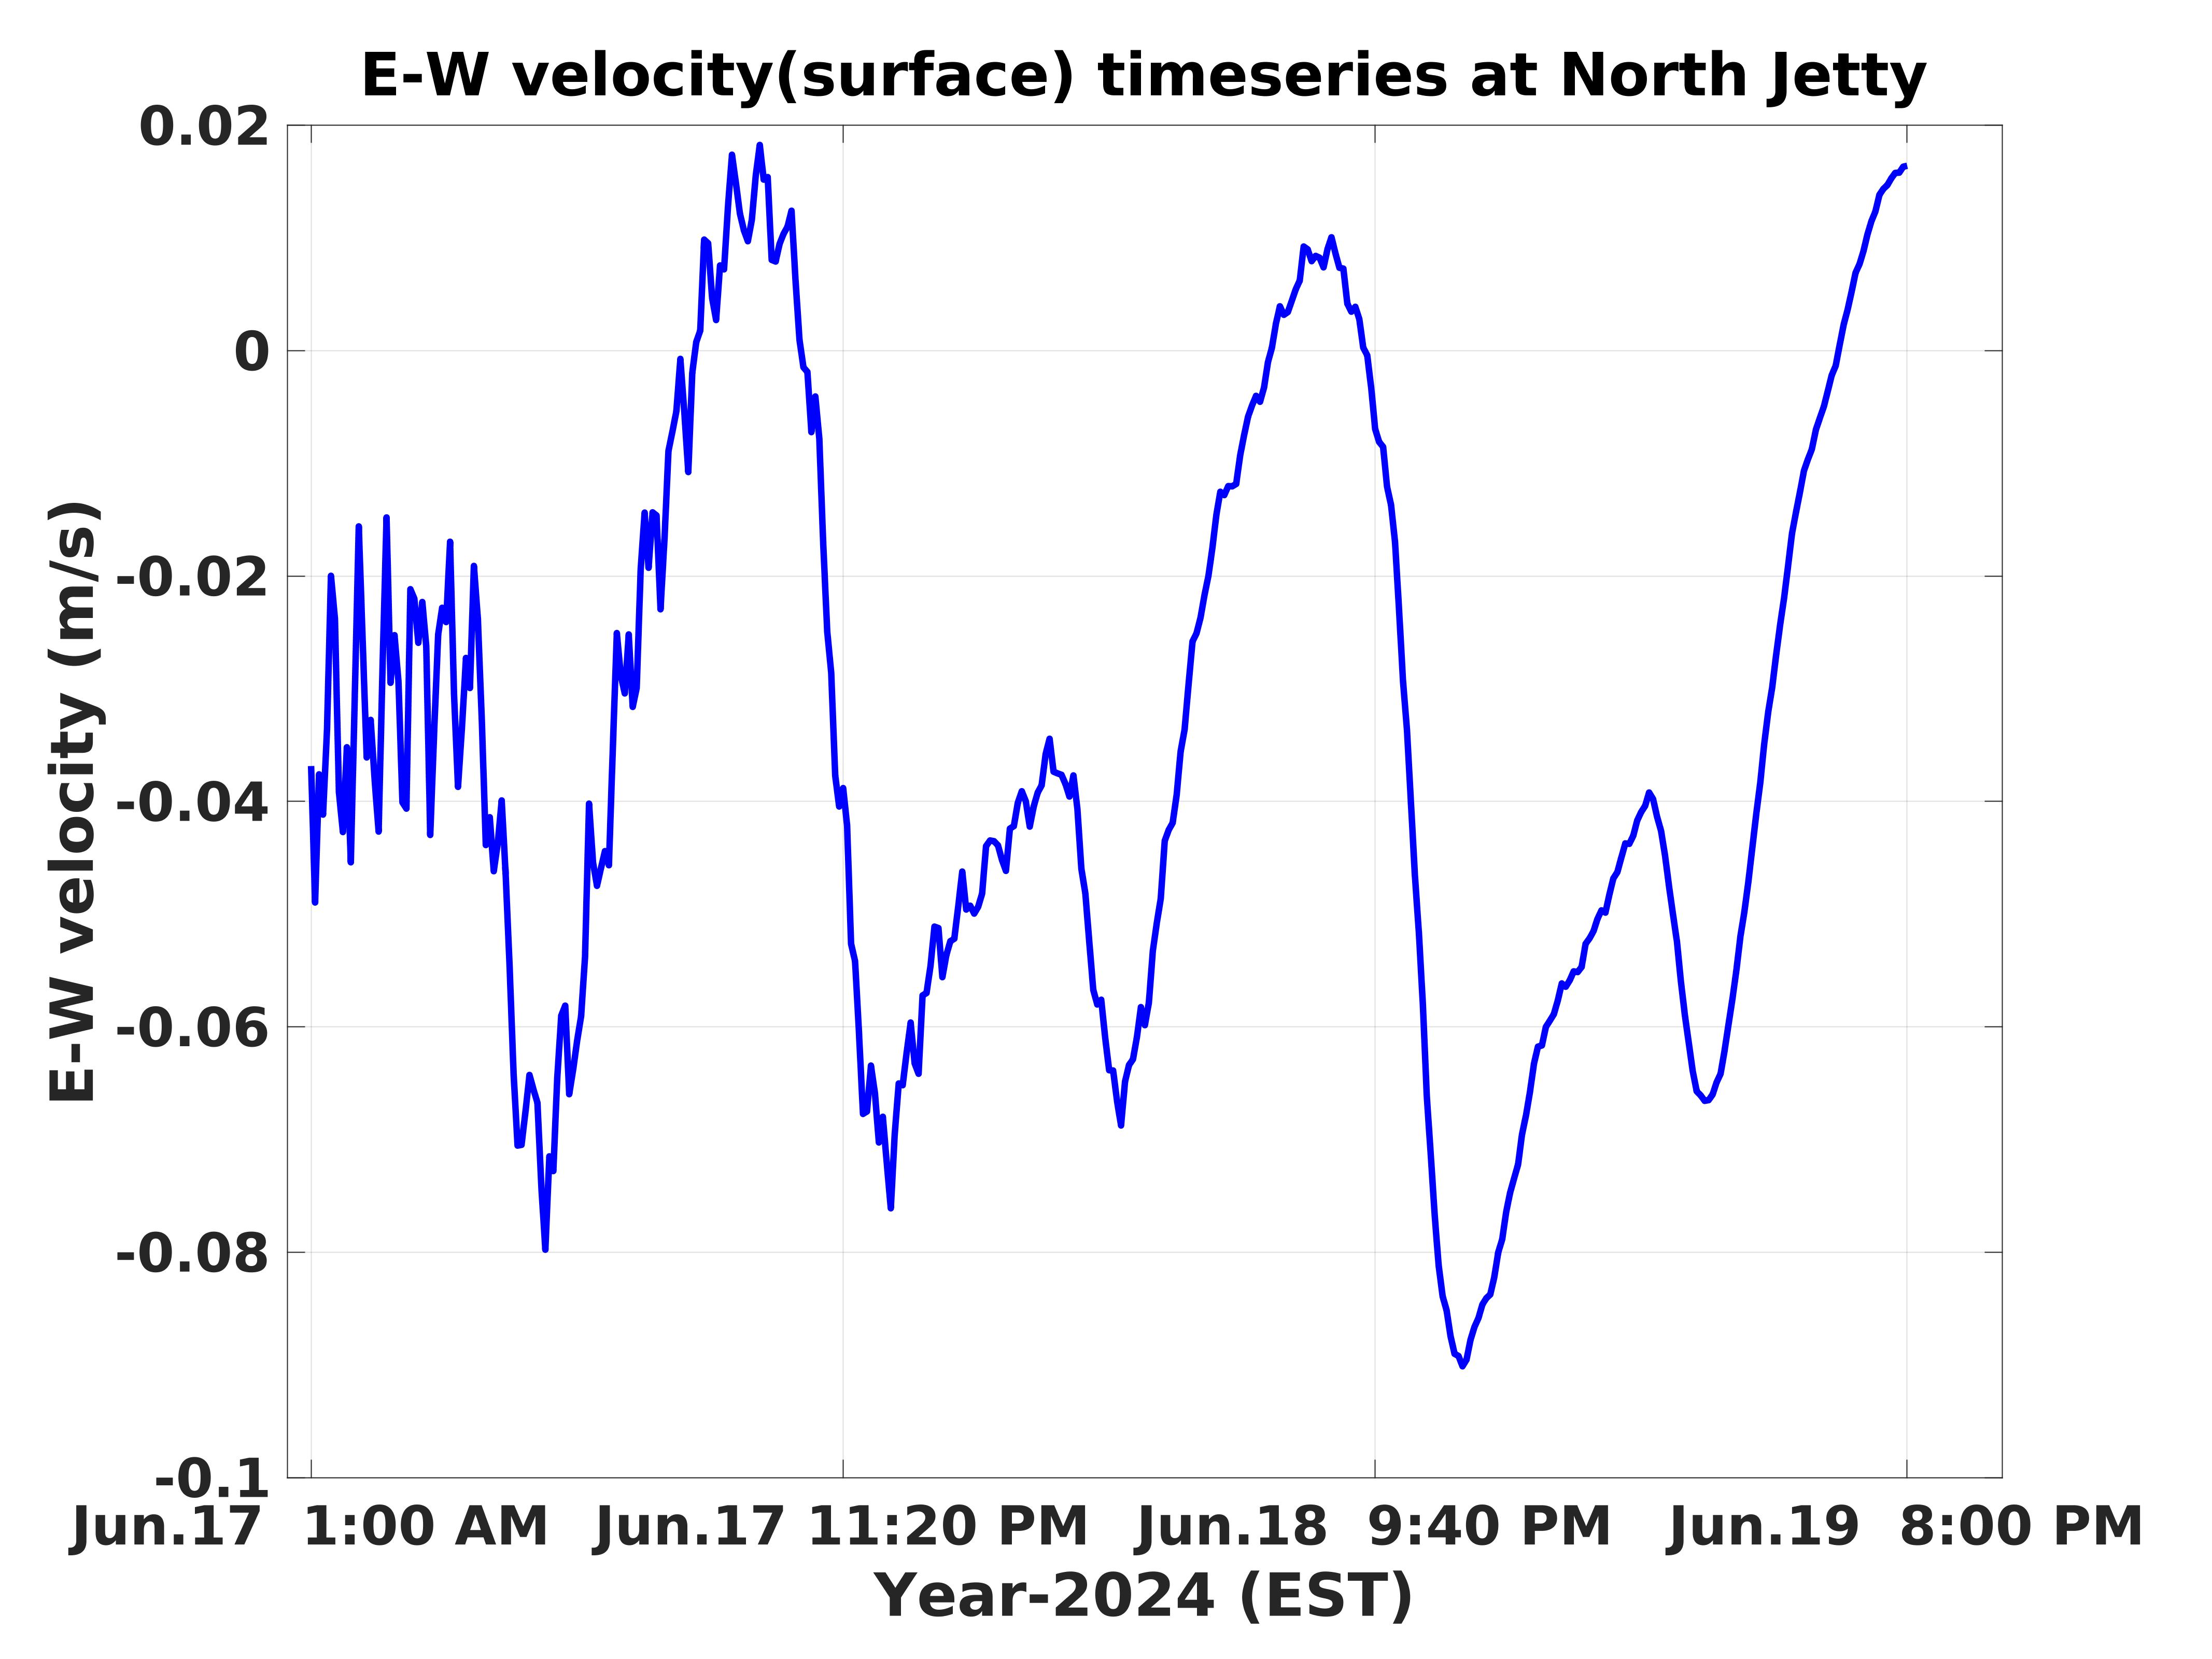 E-W velocity(surface) timeseries at North Jetty
E-W velocity (m/s)
0.02
0
-0.02
-0.04
-0.06
-0.08
-0.1
Jun.17 1:00 AM Jun.17 11:20 PM Jun.18 9:40 PM Jun.19 8:00 PM
Year-2024 (EST)